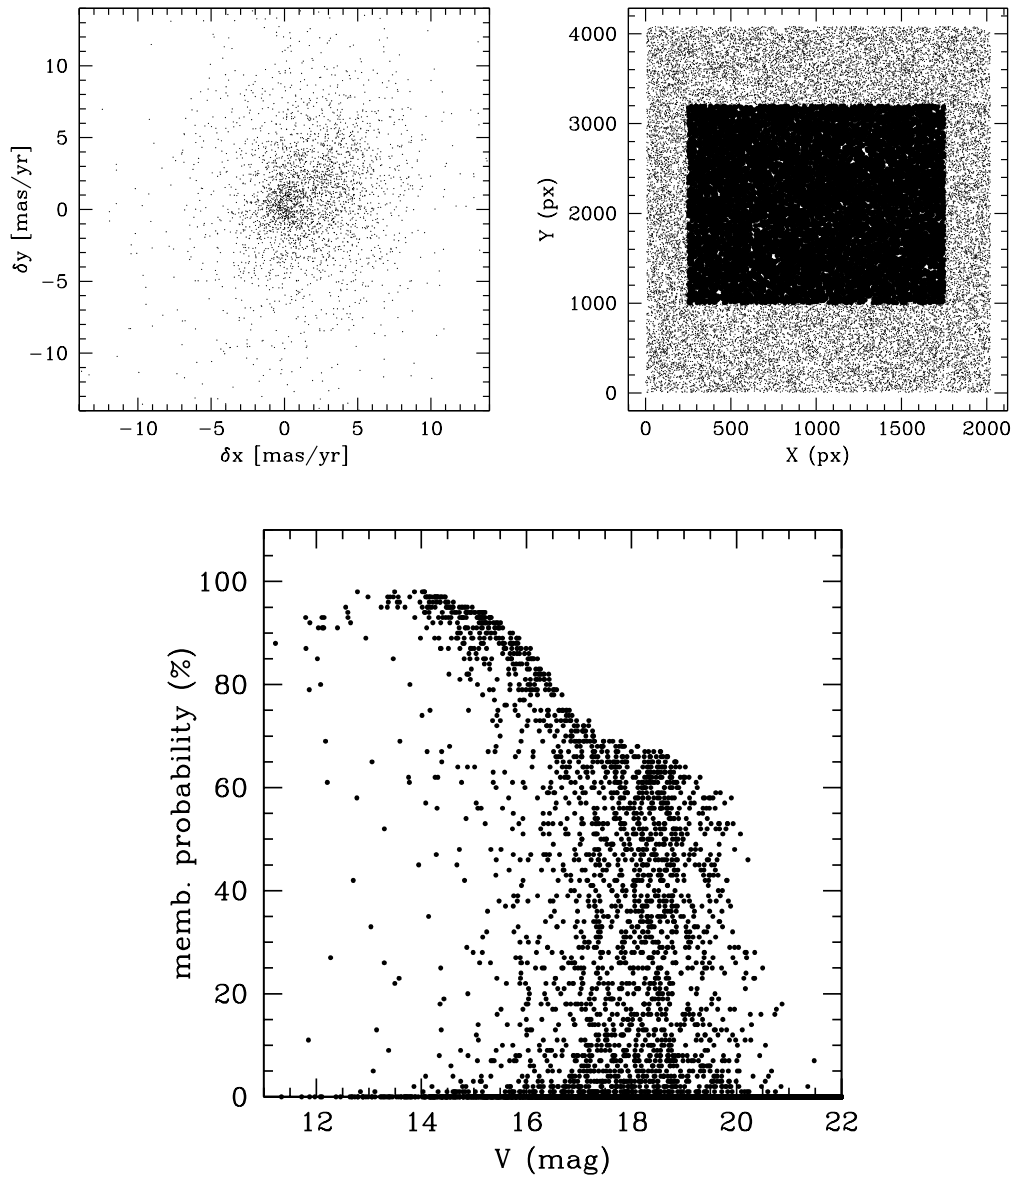 10
5
0
−5
−10
δy [mas/yr]
−10 −5 0 5 10
δx [mas/yr]
4000
3000
2000
1000
0
Y (px)
0 500 1000 1500 2000
X (px)
100
80
60
40
20
0
memb. probability (%)
12 14 16 18 20 22
V (mag)